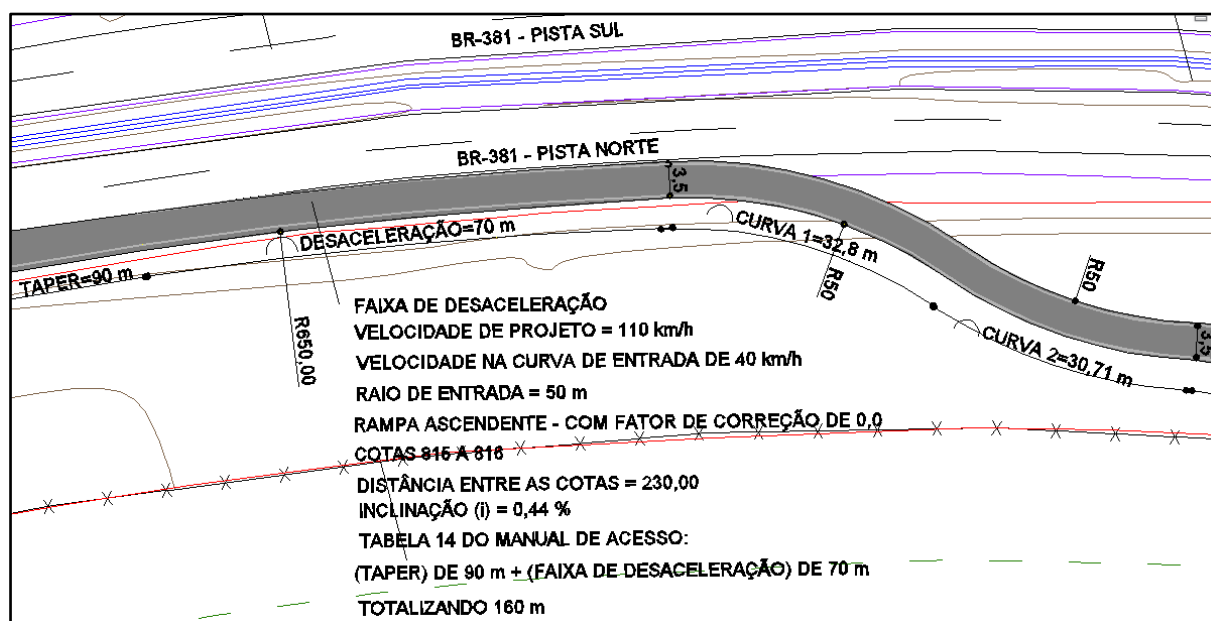 BR-381 - PISTA SUL
BR-381 - PISTA NORTE
3,5
TAPER=90 m
DESACELERAÇÃO=70 m
CURVA 1=32,8 m
R50
R50
CURVA 2=30,71 m
3,5
R650,00
FAIXA DE DESACELERAÇÃO
VELOCIDADE DE PROJETO = 110 km/h
VELOCIDADE NA CURVA DE ENTRADA DE 40 km/h
RAIO DE ENTRADA = 50 m
RAMPA ASCENDENTE - COM FATOR DE CORREÇÃO DE 0,0
COTAS 815 A 816
DISTÂNCIA ENTRE AS COTAS = 230,00
INCLINAÇÃO (i) = 0,44 %
TABELA 14 DO MANUAL DE ACESSO:
(TAPER) DE 90 m + (FAIXA DE DESACELERAÇÃO) DE 70 m
TOTALIZANDO 160 m